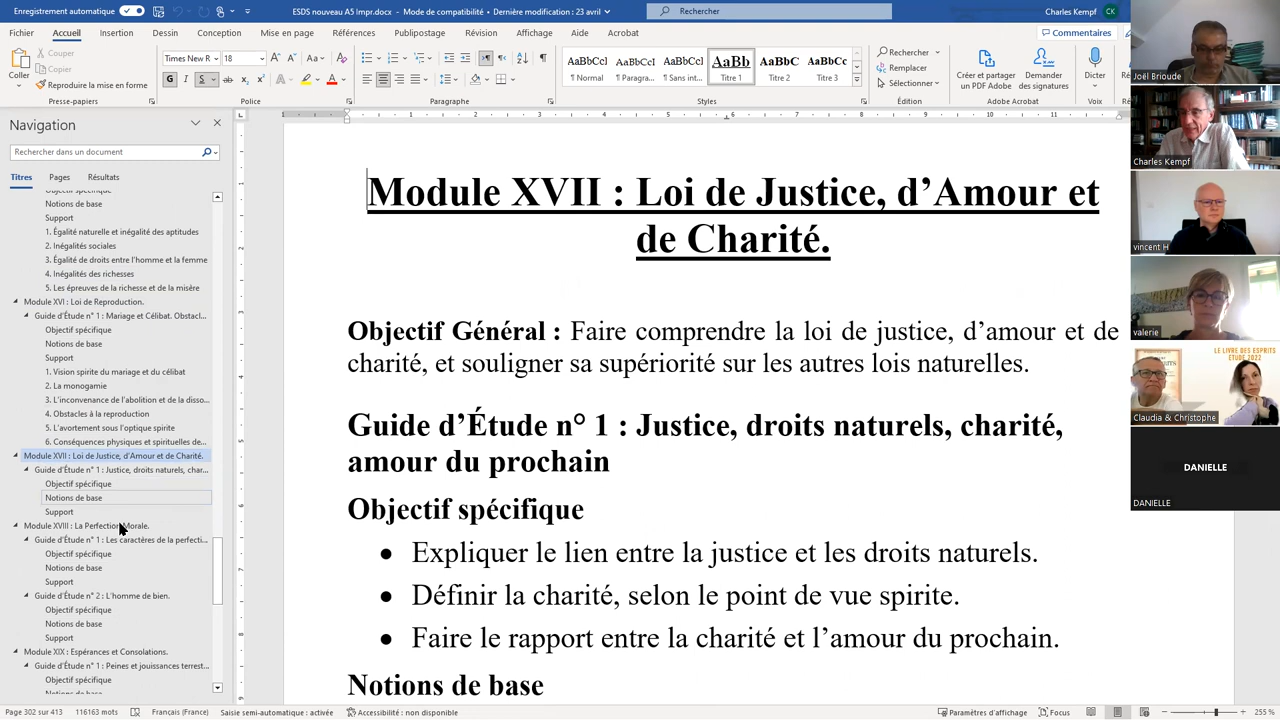 Enregistrement automatique
ESDS nouveau A5 Impr.docx - Mode de compatibilité • Dernière modification : 23 avril
Rechercher
Charles Kempf
CK
Fichier Accueil Insertion Dessin Conception Mise en page Références Publipostage Révision Affichage Aide Acrobat
Commentaires
Coller
Couper
Copier
Reproduire la mise en forme
Presse-papiers
Times New R
18
G I S
Police
Paragraphe
AaBbCcI AaBbCcI AaBbCcI AaBb AaBbC AaBbCc
¶ Normal ¶ Paragra... ¶ Sans int... Titre 1 Titre 2 Titre 3
Styles
Rechercher
Remplacer
Sélectionner
Édition
Créer et partager un PDF Adobe
Demander des signatures
Adobe Acrobat
Dicter
Voix
Navigation
Rechercher dans un document
Titres Pages Résultats
Objectif spécifique
Notions de base
Support
1. Égalité naturelle et inégalité des aptitudes
2. Inégalités sociales
3. Égalité de droits entre l'homme et la femme
4. Inégalités des richesses
5. Les épreuves de la richesse et de la misère
Module XVI : Loi de Reproduction.
Guide d'Étude n° 1 : Mariage et Célibat. Obstacl...
Objectif spécifique
Notions de base
Support
1. Vision spirite du mariage et du célibat
2. La monogamie
3. L'inconvenance de l'abolition et de la disso...
4. Obstacles à la reproduction
5. L'avortement sous l'optique spirite
6. Conséquences physiques et spirituelles de...
Module XVII : Loi de Justice, d'Amour et de Charité.
Guide d'Étude n° 1 : Justice, droits naturels, char...
Objectif spécifique
Notions de base
Support
Module XVIII : La Perfection Morale.
Guide d'Étude n° 1 : Les caractères de la perfecti...
Objectif spécifique
Notions de base
Support
Guide d'Étude n° 2 : L'homme de bien.
Objectif spécifique
Notions de base
Support
Module XIX : Espérances et Consolations.
Guide d'Étude n° 1 : Peines et jouissances terrest...
Objectif spécifique
Notions de base
Module XVII : Loi de Justice, d’Amour et
de Charité.
Objectif Général : Faire comprendre la loi de justice, d’amour et de
charité, et souligner sa supériorité sur les autres lois naturelles.
Guide d’Étude n° 1 : Justice, droits naturels, charité,
amour du prochain
Objectif spécifique
• Expliquer le lien entre la justice et les droits naturels.
• Définir la charité, selon le point de vue spirite.
• Faire le rapport entre la charité et l’amour du prochain.
Notions de base
Joël Brioude
Charles Kempf
vincent H
valerie
LE LIVRE DES ESPRITS
ETUDE 2022
Claudia & Christophe
DANIELLE
DANIELLE
Page 302 sur 413 116163 mots Français (France) Saisie semi-automatique : activée Accessibilité : non disponible Paramètres d'affichage Focus 255 %